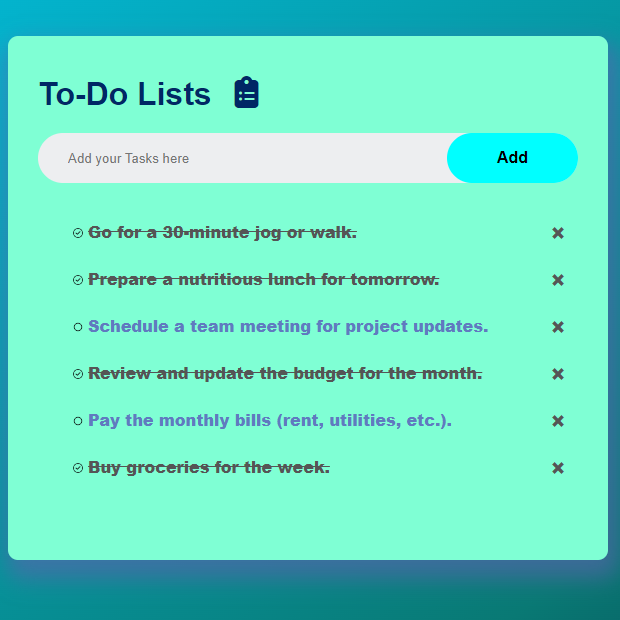 To-Do Lists
Add your Tasks here
Add
Go for a 30-minute jog or walk.
Prepare a nutritious lunch for tomorrow.
Schedule a team meeting for project updates.
Review and update the budget for the month.
Pay the monthly bills (rent, utilities, etc.).
Buy groceries for the week.